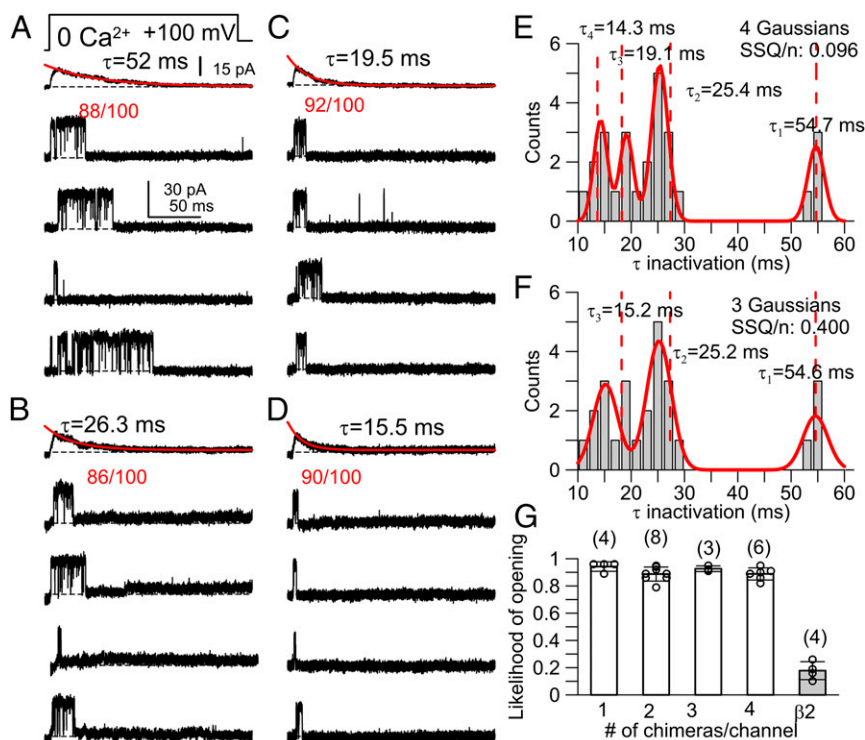 A
0 Ca²⁺ +100 mV
τ=52 ms
15 pA
88/100
30 pA
50 ms
B
τ=26.3 ms
86/100
C
τ=19.5 ms
92/100
D
τ=15.5 ms
90/100
E
τ₄=14.3 ms
4 Gaussians
SSQ/n: 0.096
τ₃=19.1 ms
τ₂=25.4 ms
τ₁=54.7 ms
Counts
6
4
2
0
10 20 30 40 50 60
τ inactivation (ms)
F
3 Gaussians
SSQ/n: 0.400
τ₃=15.2 ms
τ₂=25.2 ms
τ₁=54.6 ms
Counts
6
4
2
0
10 20 30 40 50 60
τ inactivation (ms)
G
(4) (8) (3) (6) (4)
Likelihood of opening
1
0.8
0.6
0.4
0.2
0
1 2 3 4 β2
# of chimeras/channel